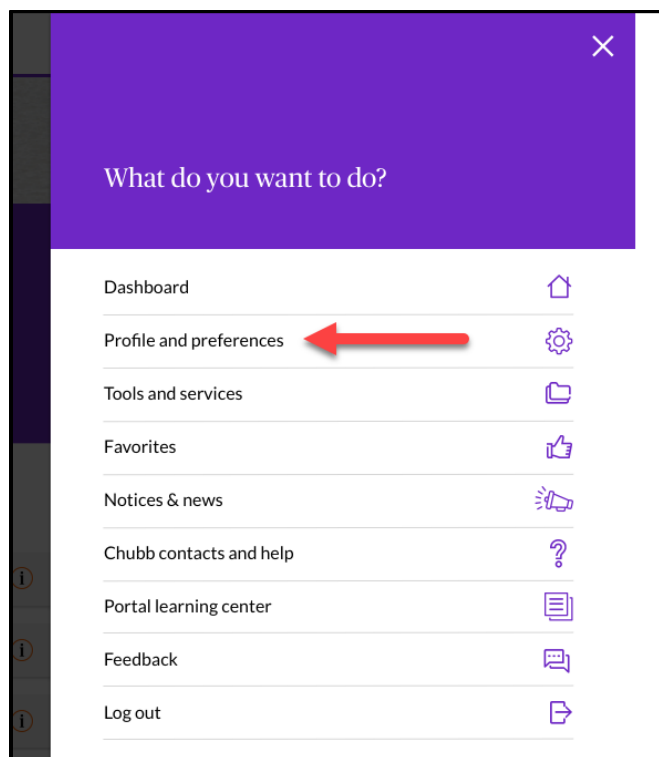 What do you want to do?
Dashboard
Profile and preferences
Tools and services
Favorites
Notices & news
Chubb contacts and help
Portal learning center
Feedback
Log out